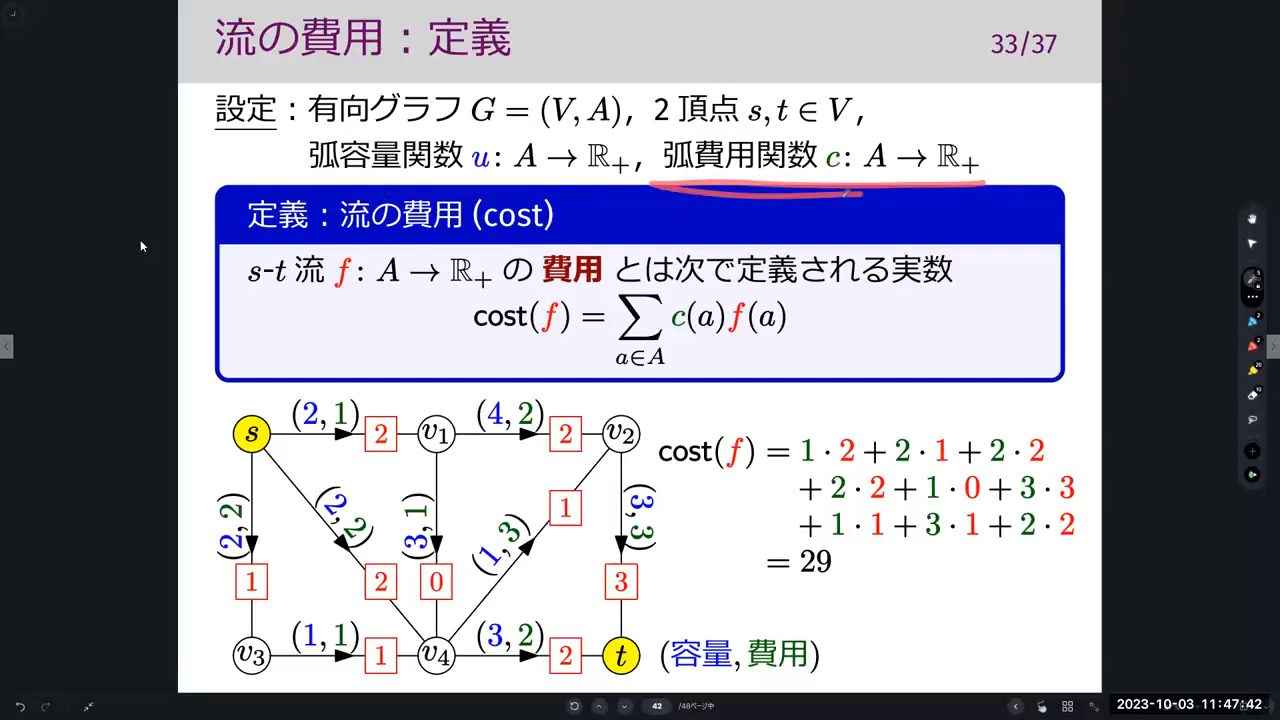 流の費用：定義
33/37
設定：有向グラフ G = (V, A)，2 頂点 s, t ∈ V，
弧容量関数 u: A → ℝ₊，弧費用関数 c: A → ℝ₊
定義：流の費用 (cost)
s-t 流 f: A → ℝ₊ の 費用 とは次で定義される実数
cost(f) = ∑ c(a)f(a)
a∈A
(2, 1) (4, 2)
s 2 v₁ 2 v₂
cost(f) = 1 · 2 + 2 · 1 + 2 · 2
+ 2 · 2 + 1 · 0 + 3 · 3
+ 1 · 1 + 3 · 1 + 2 · 2
= 29
(2, 2) (2, 2) (3, 1) (1, 3) 1 (3, 3)
1 2 0 3
(1, 1) (3, 2)
v₃ 1 v₄ 2 t
(容量, 費用)
42 /48ページ中
2023-10-03 11:47:42